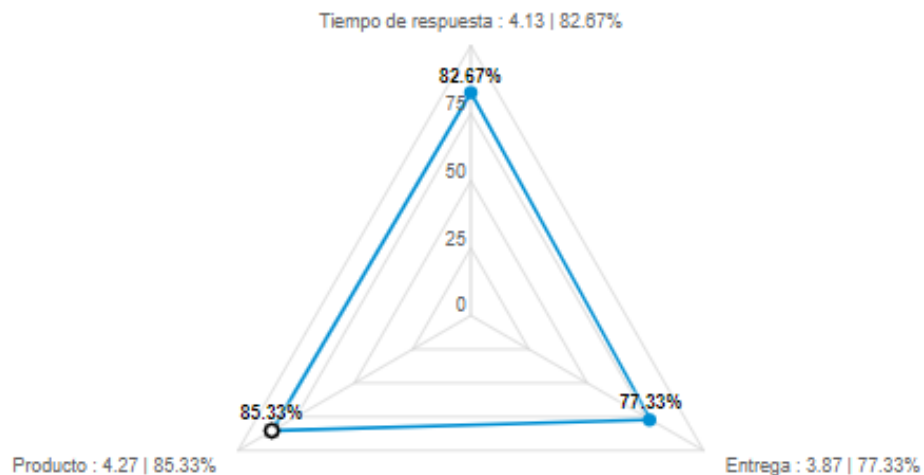 Tiempo de respuesta : 4.13 | 82.67%
82.67%
75
50
25
0
85.33%
77.33%
Producto : 4.27 | 85.33%
Entrega : 3.87 | 77.33%